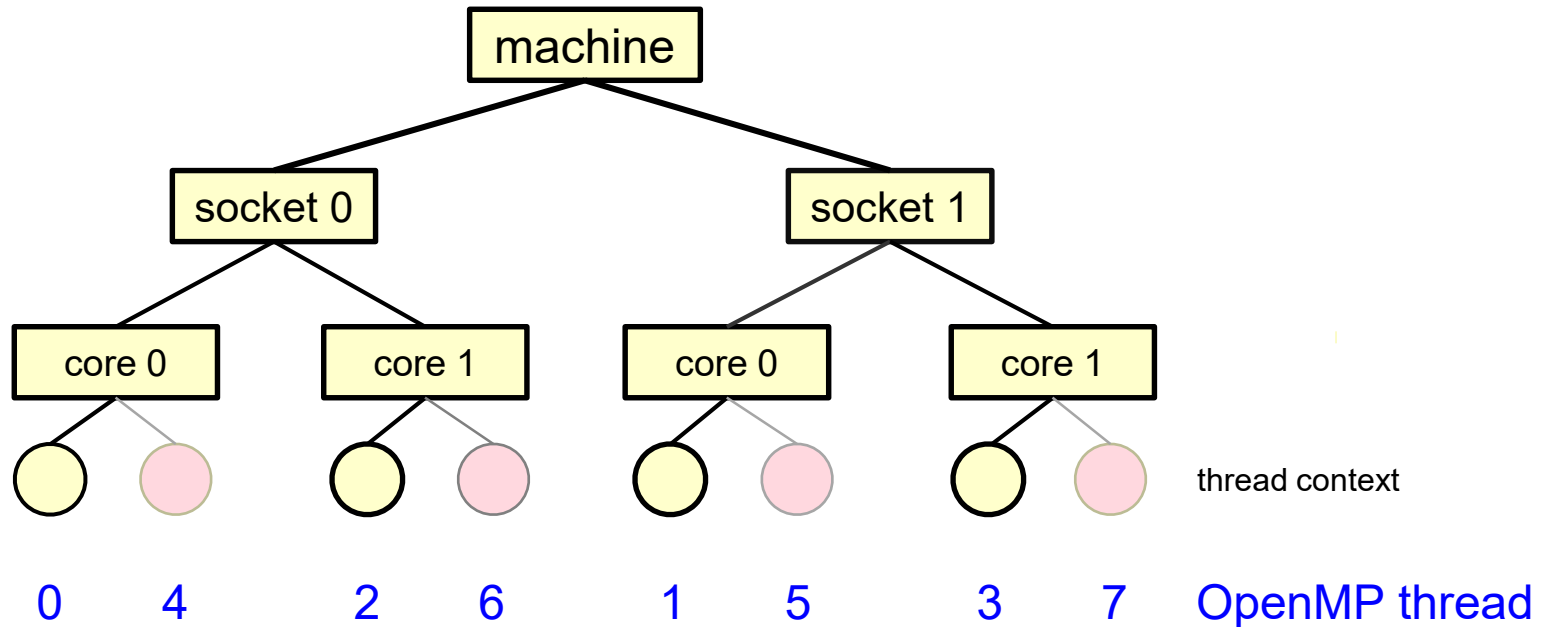 machine
socket 0 socket 1
core 0 core 1 core 0 core 1
thread context
0 4 2 6 1 5 3 7 OpenMP thread